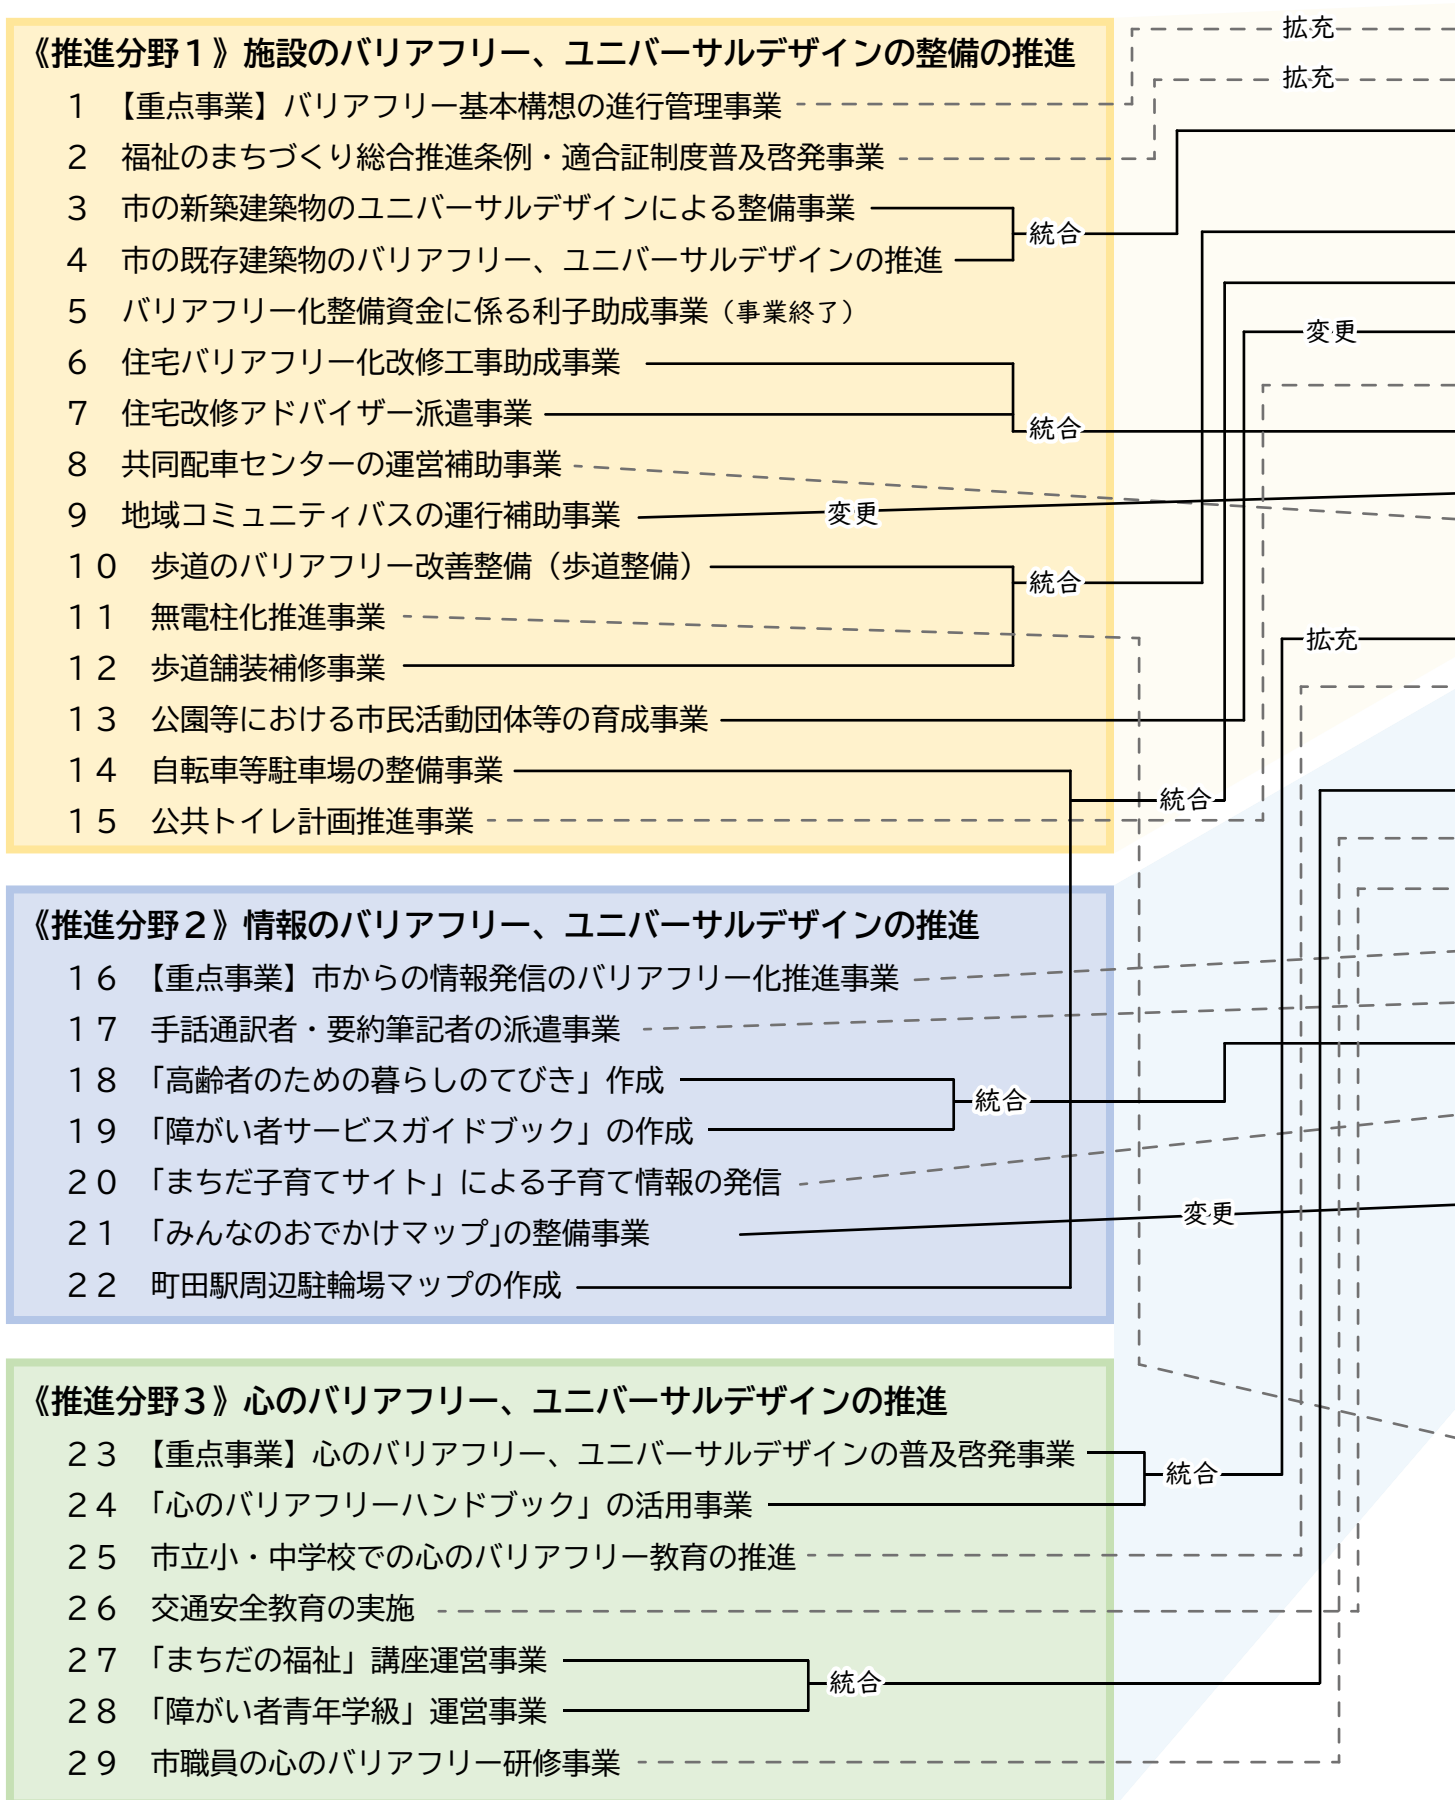 《推進分野１》施設のバリアフリー、ユニバーサルデザインの整備の推進
拡充
拡充
１　【重点事業】バリアフリー基本構想の進行管理事業
２　福祉のまちづくり総合推進条例・適合証制度普及啓発事業
３　市の新築建築物のユニバーサルデザインによる整備事業
統合
４　市の既存建築物のバリアフリー、ユニバーサルデザインの推進
５　バリアフリー化整備資金に係る利子助成事業（事業終了）
変更
６　住宅バリアフリー化改修工事助成事業
７　住宅改修アドバイザー派遣事業
統合
８　共同配車センターの運営補助事業
９　地域コミュニティバスの運行補助事業
変更
１０　歩道のバリアフリー改善整備（歩道整備）
統合
１１　無電柱化推進事業
拡充
１２　歩道舗装補修事業
１３　公園等における市民活動団体等の育成事業
１４　自転車等駐車場の整備事業
統合
１５　公共トイレ計画推進事業
《推進分野２》情報のバリアフリー、ユニバーサルデザインの推進
１６　【重点事業】市からの情報発信のバリアフリー化推進事業
１７　手話通訳者・要約筆記者の派遣事業
１８　「高齢者のための暮らしのてびき」作成
統合
１９　「障がい者サービスガイドブック」の作成
２０　「まちだ子育てサイト」による子育て情報の発信
２１　「みんなのおでかけマップ」の整備事業
変更
２２　町田駅周辺駐輪場マップの作成
《推進分野３》心のバリアフリー、ユニバーサルデザインの推進
２３　【重点事業】心のバリアフリー、ユニバーサルデザインの普及啓発事業
統合
２４　「心のバリアフリーハンドブック」の活用事業
２５　市立小・中学校での心のバリアフリー教育の推進
２６　交通安全教育の実施
２７　「まちだの福祉」講座運営事業
統合
２８　「障がい者青年学級」運営事業
２９　市職員の心のバリアフリー研修事業